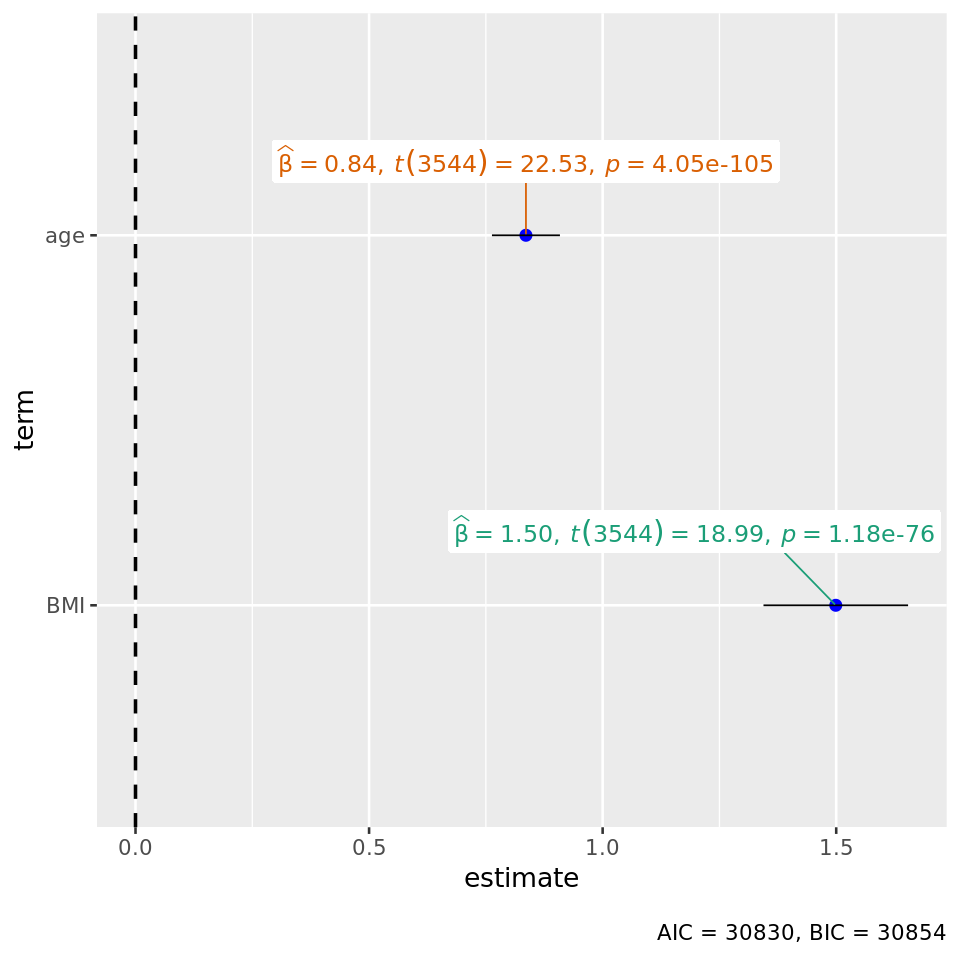 β̂ = 0.84, t(3544) = 22.53, p = 4.05e-105
age
term
β̂ = 1.50, t(3544) = 18.99, p = 1.18e-76
BMI
0.0 0.5 1.0 1.5
estimate
AIC = 30830, BIC = 30854